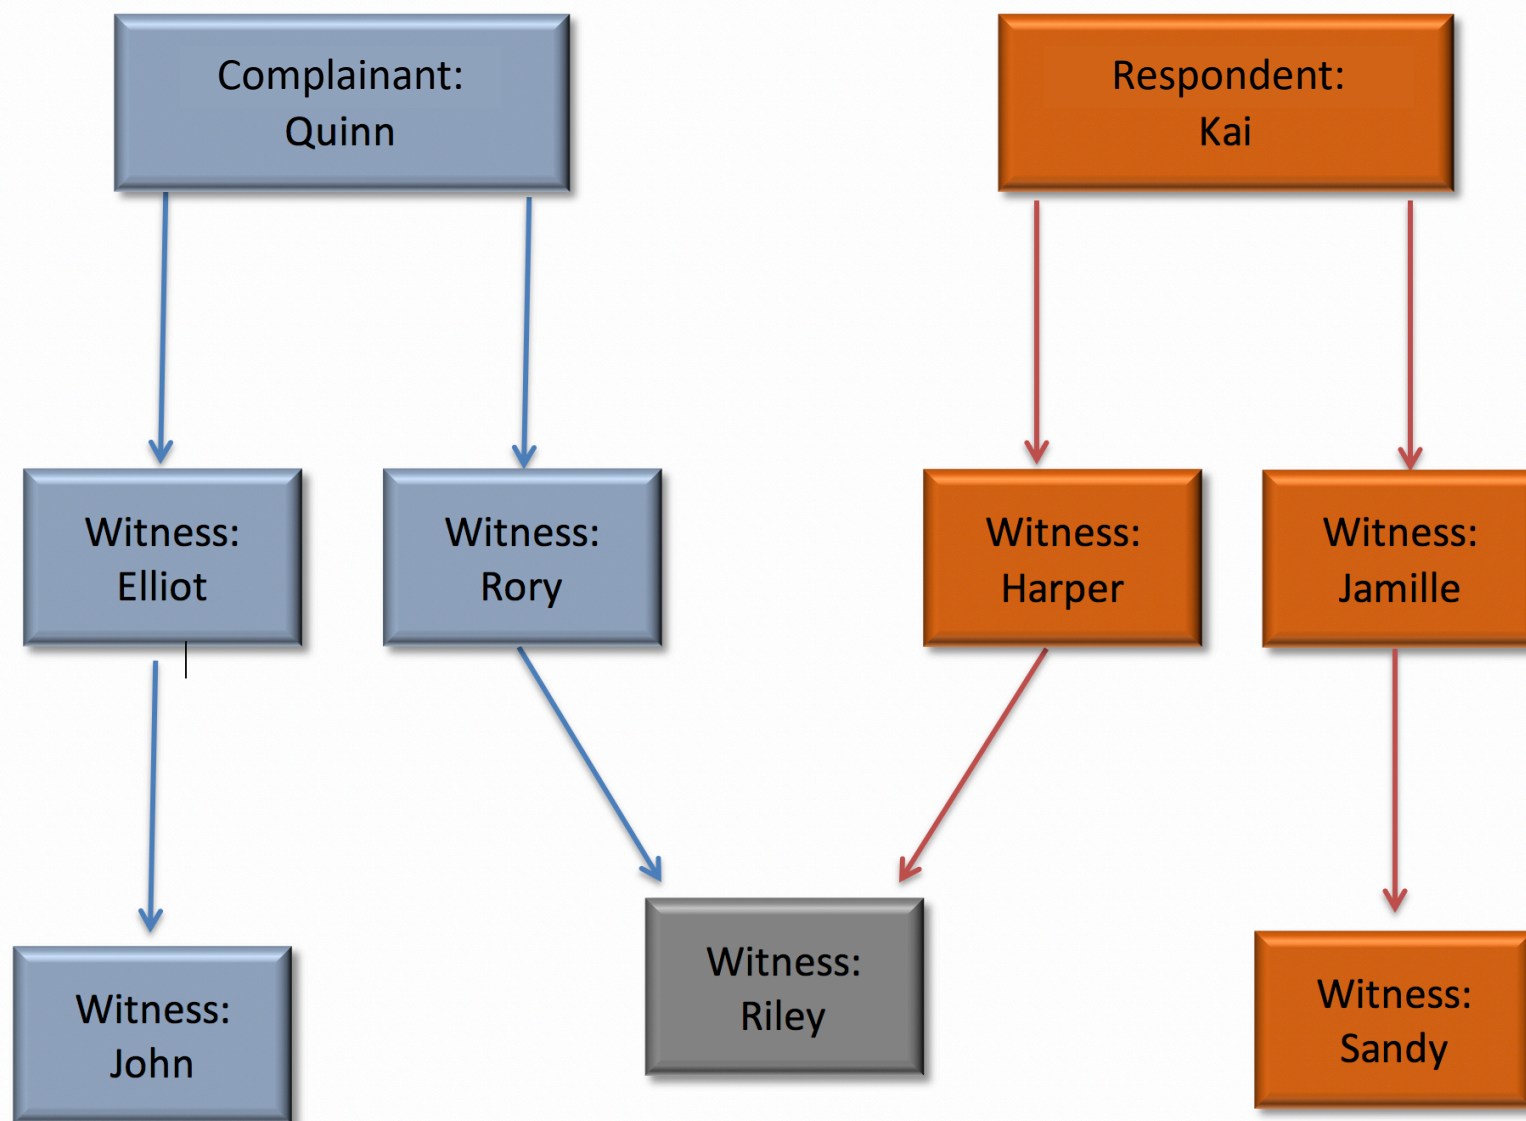 Complainant:
Quinn
Respondent:
Kai
Witness:
Elliot
Witness:
Rory
Witness:
Harper
Witness:
Jamille
Witness:
John
Witness:
Riley
Witness:
Sandy